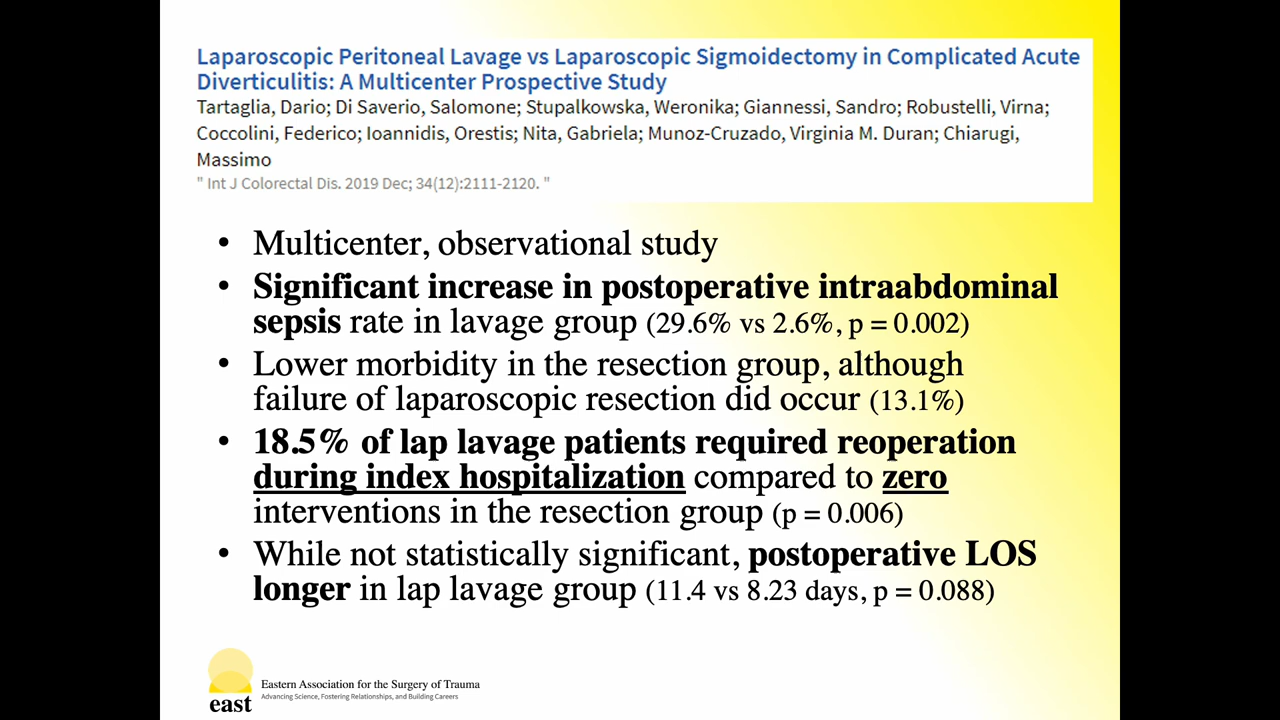 Laparoscopic Peritoneal Lavage vs Laparoscopic Sigmoidectomy in Complicated Acute
Diverticulitis: A Multicenter Prospective Study
Tartaglia, Dario; Di Saverio, Salomone; Stupalkowska, Weronika; Giannessi, Sandro; Robustelli, Virna;
Coccolini, Federico; Ioannidis, Orestis; Nita, Gabriela; Munoz-Cruzado, Virginia M. Duran; Chiarugi,
Massimo
" Int J Colorectal Dis. 2019 Dec; 34(12):2111-2120. "
• Multicenter, observational study
• Significant increase in postoperative intraabdominal
sepsis rate in lavage group (29.6% vs 2.6%, p = 0.002)
• Lower morbidity in the resection group, although
failure of laparoscopic resection did occur (13.1%)
• 18.5% of lap lavage patients required reoperation
during index hospitalization compared to zero
interventions in the resection group (p = 0.006)
• While not statistically significant, postoperative LOS
longer in lap lavage group (11.4 vs 8.23 days, p = 0.088)
Eastern Association for the Surgery of Trauma
Advancing Science, Fostering Relationships, and Building Careers
east